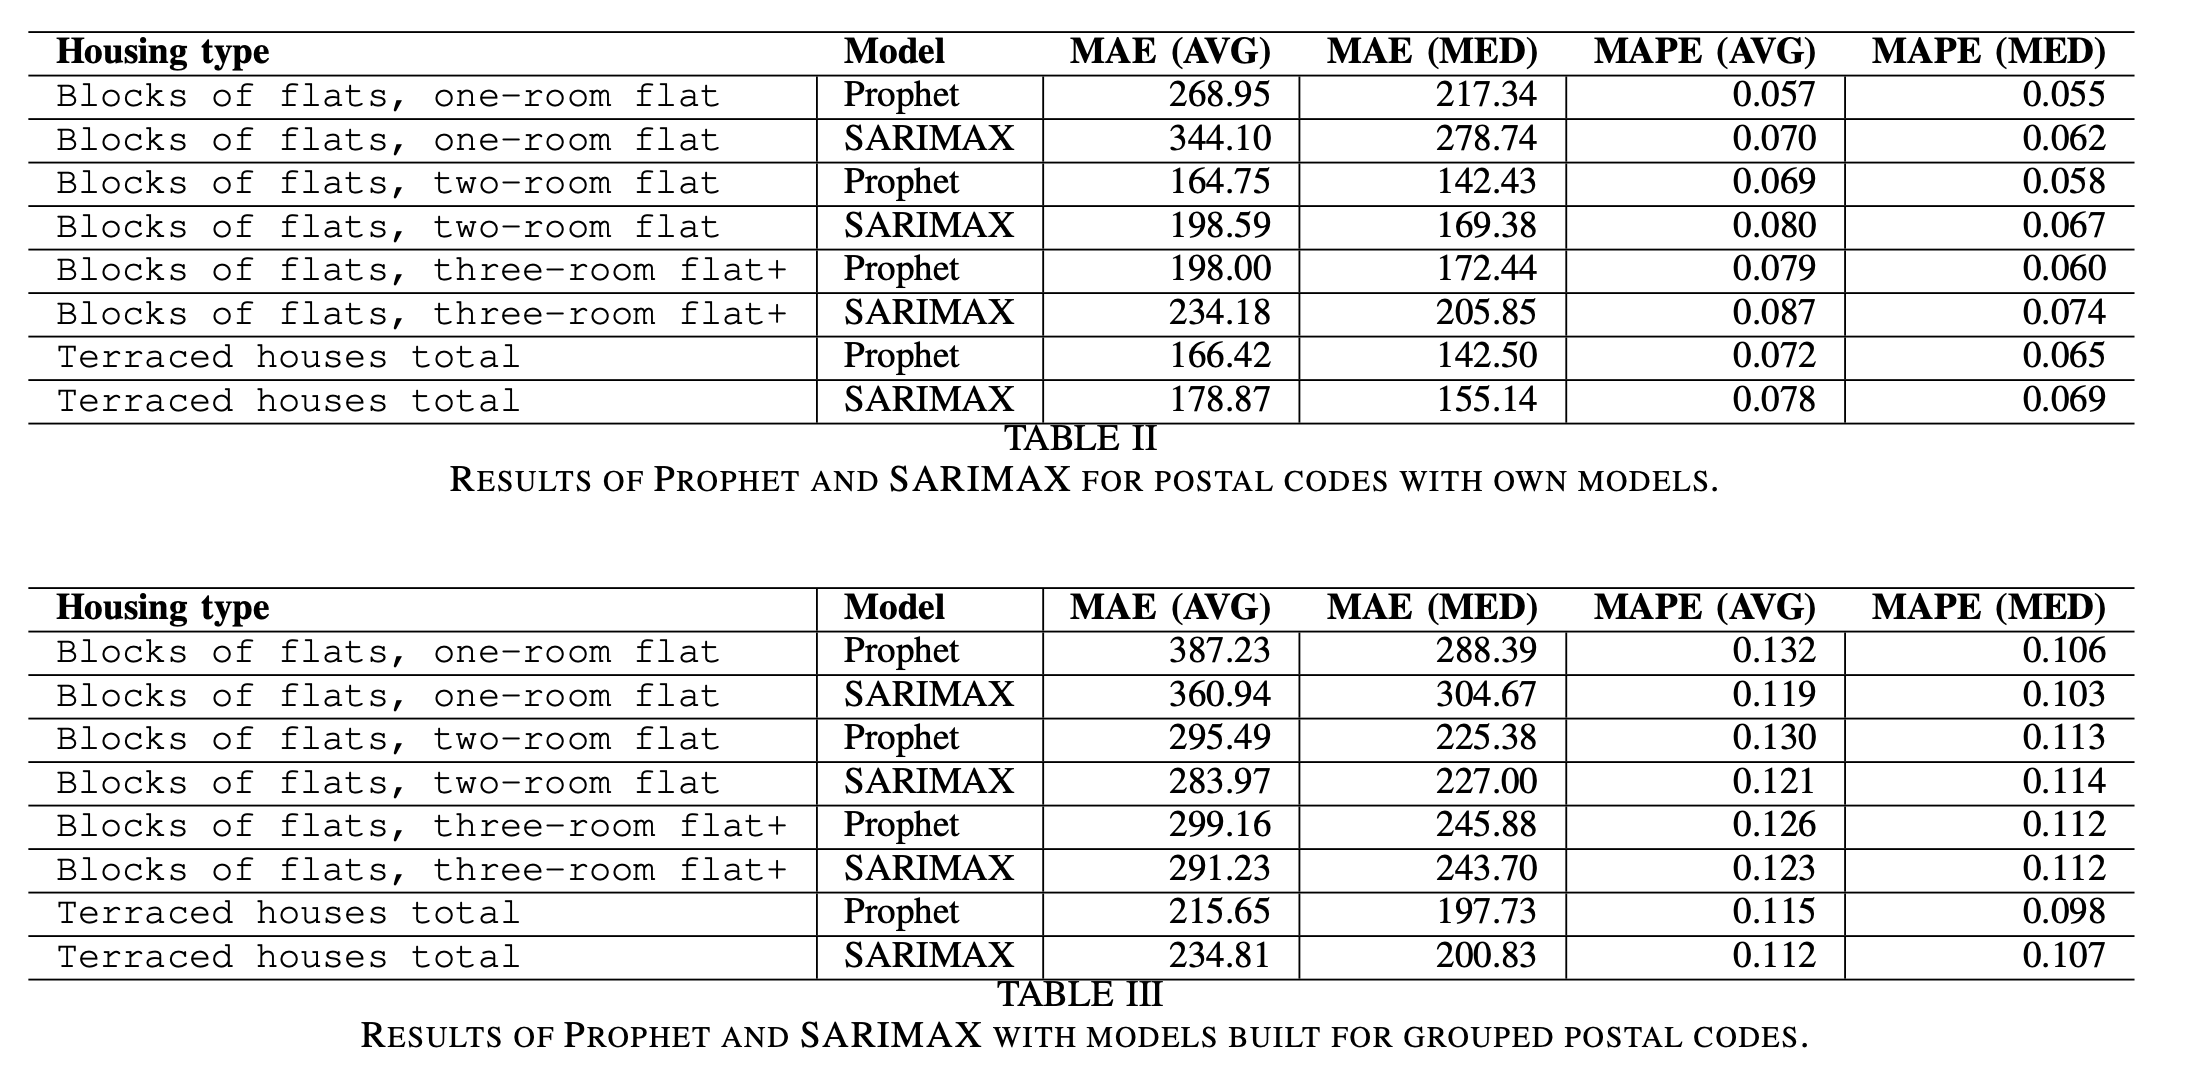 Housing type Model MAE (AVG) MAE (MED) MAPE (AVG) MAPE (MED)
Blocks of flats, one-room flat Prophet 268.95 217.34 0.057 0.055
Blocks of flats, one-room flat SARIMAX 344.10 278.74 0.070 0.062
Blocks of flats, two-room flat Prophet 164.75 142.43 0.069 0.058
Blocks of flats, two-room flat SARIMAX 198.59 169.38 0.080 0.067
Blocks of flats, three-room flat+ Prophet 198.00 172.44 0.079 0.060
Blocks of flats, three-room flat+ SARIMAX 234.18 205.85 0.087 0.074
Terraced houses total Prophet 166.42 142.50 0.072 0.065
Terraced houses total SARIMAX 178.87 155.14 0.078 0.069
TABLE II
RESULTS OF PROPHET AND SARIMAX FOR POSTAL CODES WITH OWN MODELS.
Housing type Model MAE (AVG) MAE (MED) MAPE (AVG) MAPE (MED)
Blocks of flats, one-room flat Prophet 387.23 288.39 0.132 0.106
Blocks of flats, one-room flat SARIMAX 360.94 304.67 0.119 0.103
Blocks of flats, two-room flat Prophet 295.49 225.38 0.130 0.113
Blocks of flats, two-room flat SARIMAX 283.97 227.00 0.121 0.114
Blocks of flats, three-room flat+ Prophet 299.16 245.88 0.126 0.112
Blocks of flats, three-room flat+ SARIMAX 291.23 243.70 0.123 0.112
Terraced houses total Prophet 215.65 197.73 0.115 0.098
Terraced houses total SARIMAX 234.81 200.83 0.112 0.107
TABLE III
RESULTS OF PROPHET AND SARIMAX WITH MODELS BUILT FOR GROUPED POSTAL CODES.